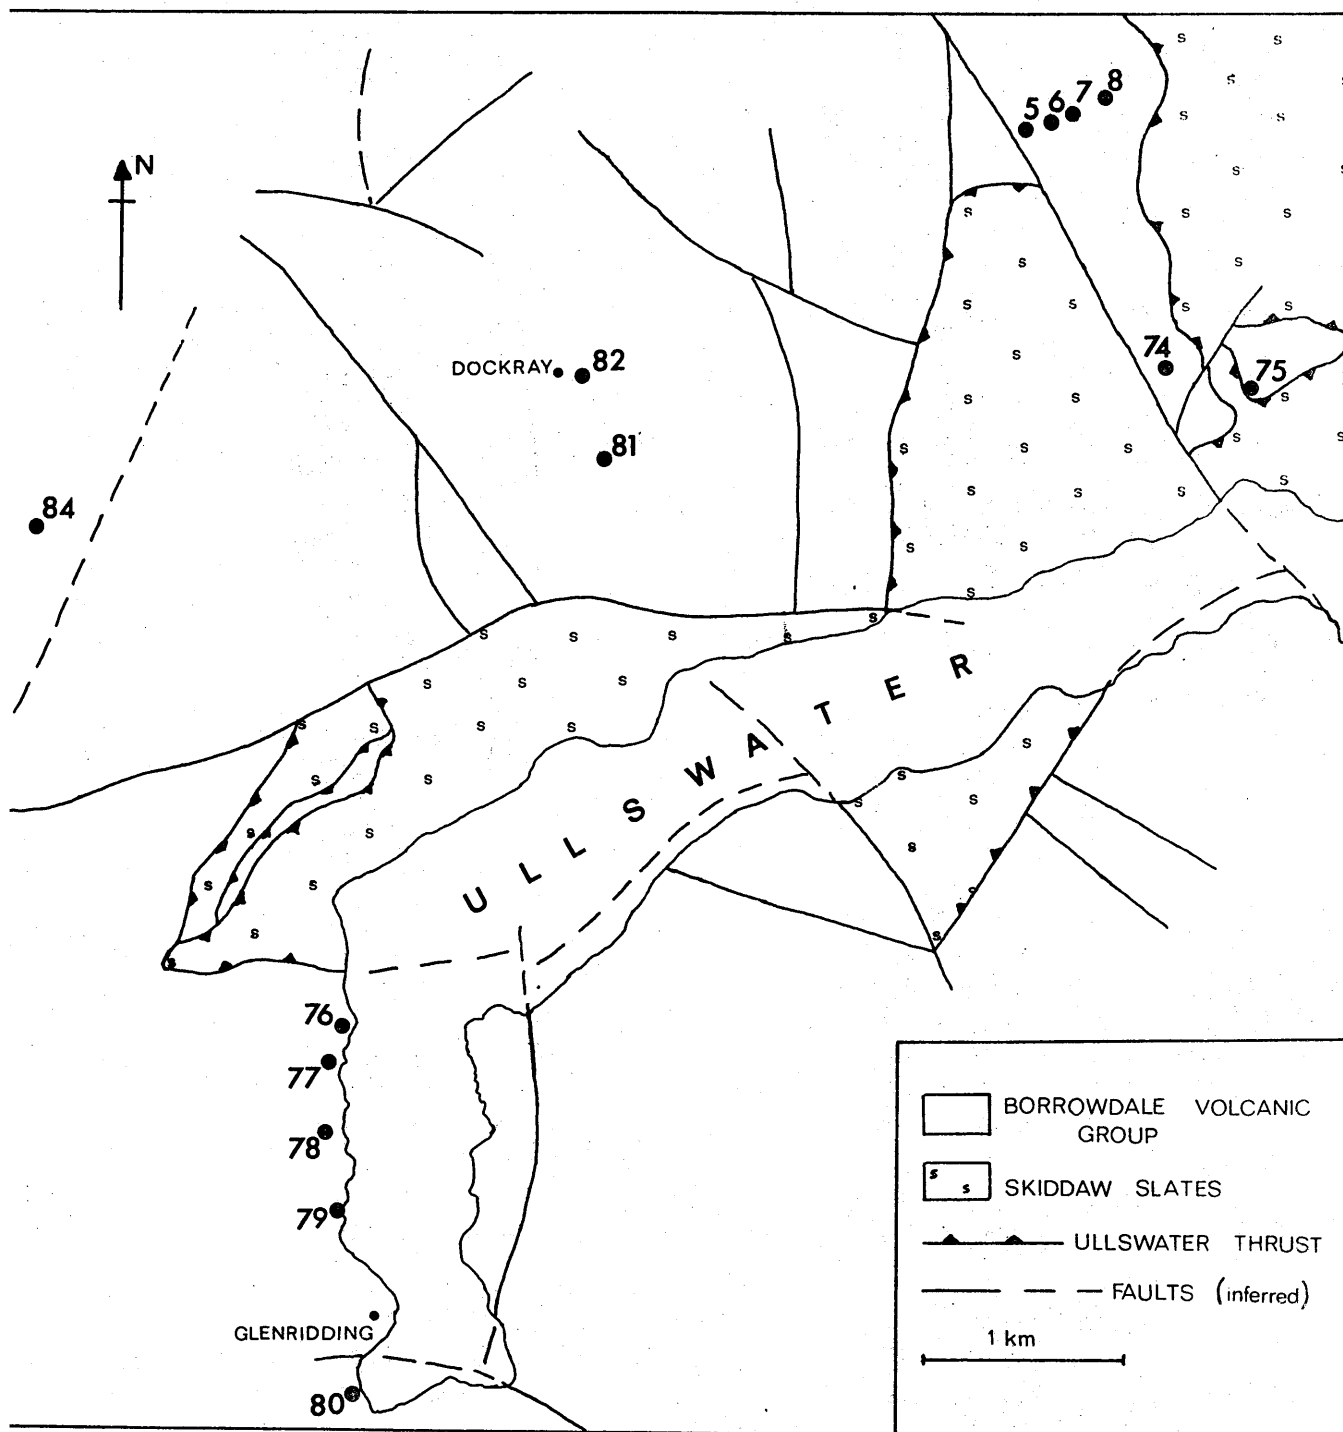 N
5 6 7 8
DOCKRAY 82
81
74
75
84
ULLSWATER
76
77
78
79
GLENRIDDING
80
BORROWDALE VOLCANIC
GROUP
s s SKIDDAW SLATES
ULLSWATER THRUST
FAULTS (inferred)
1 km